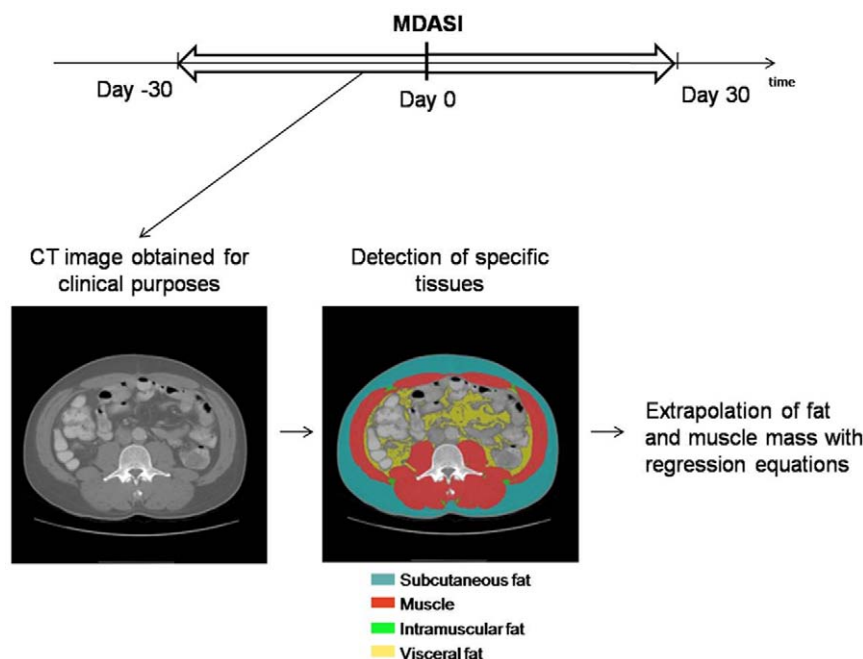 MDASI
Day -30
Day 0
Day 30
time
CT image obtained for
clinical purposes
Detection of specific
tissues
Extrapolation of fat
and muscle mass with
regression equations
Subcutaneous fat
Muscle
Intramuscular fat
Visceral fat